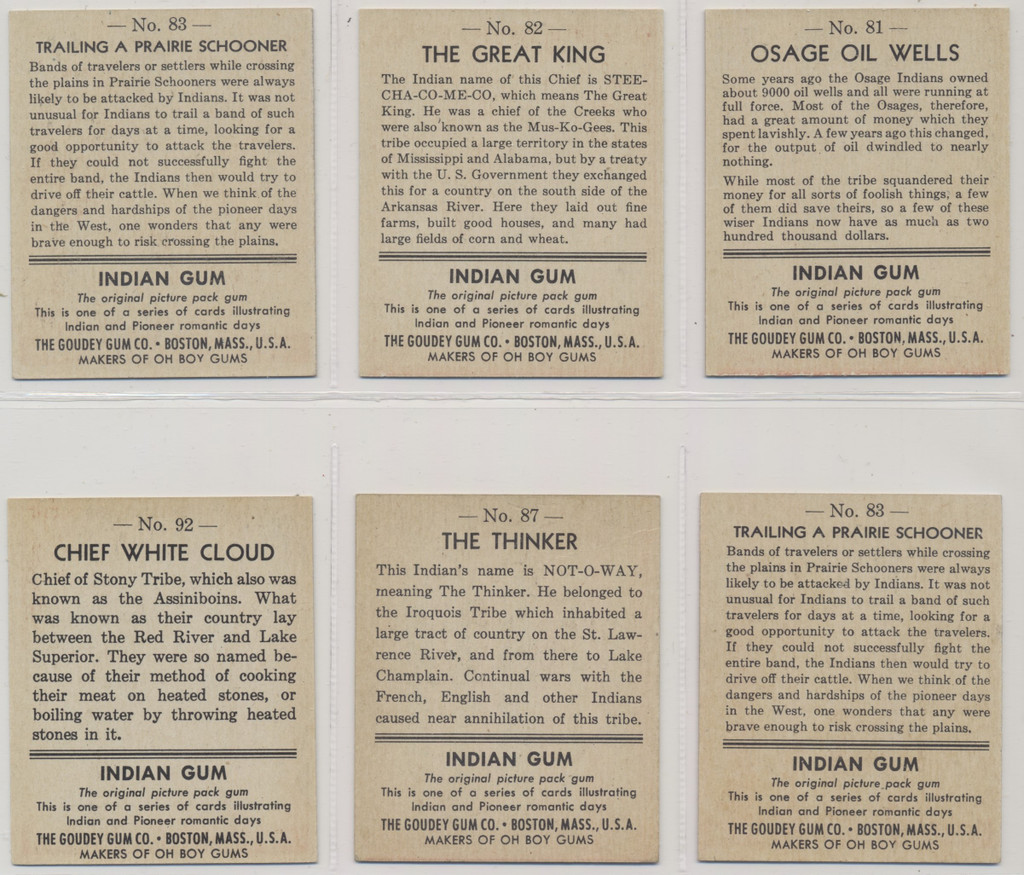 — No. 83 —
TRAILING A PRAIRIE SCHOONER
Bands of travelers or settlers while crossing
the plains in Prairie Schooners were always
likely to be attacked by Indians. It was not
unusual for Indians to trail a band of such
travelers for days at a time, looking for a
good opportunity to attack the travelers.
If they could not successfully fight the
entire band, the Indians then would try to
drive off their cattle. When we think of the
dangers and hardships of the pioneer days
in the West, one wonders that any were
brave enough to risk crossing the plains.
INDIAN GUM
The original picture pack gum
This is one of a series of cards illustrating
Indian and Pioneer romantic days
THE GOUDEY GUM CO. • BOSTON, MASS., U.S.A.
MAKERS OF OH BOY GUMS
— No. 82 —
THE GREAT KING
The Indian name of this Chief is STEE-
CHA-CO-ME-CO, which means The Great
King. He was a chief of the Creeks who
were also known as the Mus-Ko-Gees. This
tribe occupied a large territory in the states
of Mississippi and Alabama, but by a treaty
with the U. S. Government they exchanged
this for a country on the south side of the
Arkansas River. Here they laid out fine
farms, built good houses, and many had
large fields of corn and wheat.
INDIAN GUM
The original picture pack gum
This is one of a series of cards illustrating
Indian and Pioneer romantic days
THE GOUDEY GUM CO. • BOSTON, MASS., U.S.A.
MAKERS OF OH BOY GUMS
— No. 81 —
OSAGE OIL WELLS
Some years ago the Osage Indians owned
about 9000 oil wells and all were running at
full force. Most of the Osages, therefore,
had a great amount of money which they
spent lavishly. A few years ago this changed,
for the output of oil dwindled to nearly
nothing.
While most of the tribe squandered their
money for all sorts of foolish things, a few
of them did save theirs, so a few of these
wiser Indians now have as much as two
hundred thousand dollars.
INDIAN GUM
The original picture pack gum
This is one of a series of cards illustrating
Indian and Pioneer romantic days
THE GOUDEY GUM CO. • BOSTON, MASS., U.S.A.
MAKERS OF OH BOY GUMS
— No. 92 —
CHIEF WHITE CLOUD
Chief of Stony Tribe, which also was
known as the Assiniboins. What
was known as their country lay
between the Red River and Lake
Superior. They were so named be-
cause of their method of cooking
their meat on heated stones, or
boiling water by throwing heated
stones in it.
INDIAN GUM
The original picture pack gum
This is one of a series of cards illustrating
Indian and Pioneer romantic days
THE GOUDEY GUM CO. • BOSTON, MASS., U.S.A.
MAKERS OF OH BOY GUMS
— No. 87 —
THE THINKER
This Indian's name is NOT-O-WAY,
meaning The Thinker. He belonged to
the Iroquois Tribe which inhabited a
large tract of country on the St. Law-
rence River, and from there to Lake
Champlain. Continual wars with the
French, English and other Indians
caused near annihilation of this tribe.
INDIAN GUM
The original picture pack gum
This is one of a series of cards illustrating
Indian and Pioneer romantic days
THE GOUDEY GUM CO. • BOSTON, MASS., U.S.A.
MAKERS OF OH BOY GUMS
— No. 83 —
TRAILING A PRAIRIE SCHOONER
Bands of travelers or settlers while crossing
the plains in Prairie Schooners were always
likely to be attacked by Indians. It was not
unusual for Indians to trail a band of such
travelers for days at a time, looking for a
good opportunity to attack the travelers.
If they could not successfully fight the
entire band, the Indians then would try to
drive off their cattle. When we think of the
dangers and hardships of the pioneer days
in the West, one wonders that any were
brave enough to risk crossing the plains.
INDIAN GUM
The original picture pack gum
This is one of a series of cards illustrating
Indian and Pioneer romantic days
THE GOUDEY GUM CO. • BOSTON, MASS., U.S.A.
MAKERS OF OH BOY GUMS